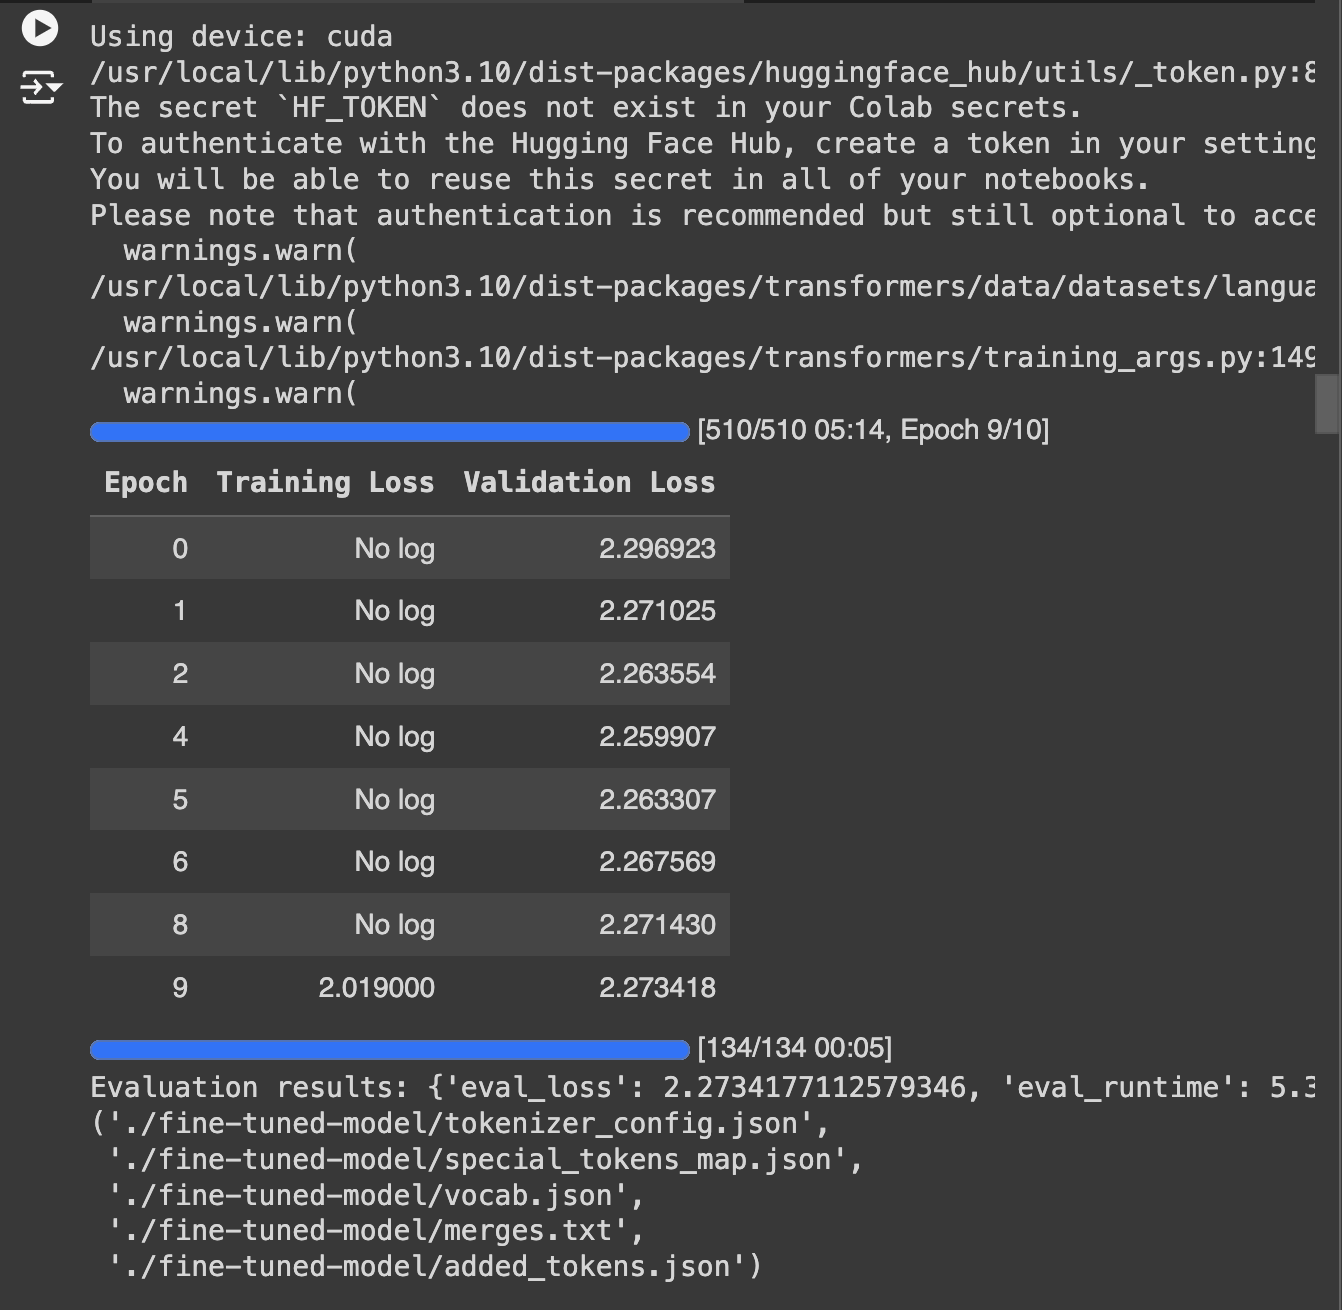 Using device: cuda
/usr/local/lib/python3.10/dist-packages/huggingface_hub/utils/_token.py:8
The secret `HF_TOKEN` does not exist in your Colab secrets.
To authenticate with the Hugging Face Hub, create a token in your setting
You will be able to reuse this secret in all of your notebooks.
Please note that authentication is recommended but still optional to acce
  warnings.warn(
/usr/local/lib/python3.10/dist-packages/transformers/data/datasets/langua
  warnings.warn(
/usr/local/lib/python3.10/dist-packages/transformers/training_args.py:149
  warnings.warn(
[510/510 05:14, Epoch 9/10]
Epoch Training Loss Validation Loss
0 No log 2.296923
1 No log 2.271025
2 No log 2.263554
4 No log 2.259907
5 No log 2.263307
6 No log 2.267569
8 No log 2.271430
9 2.019000 2.273418
[134/134 00:05]
Evaluation results: {'eval_loss': 2.2734177112579346, 'eval_runtime': 5.3
('./fine-tuned-model/tokenizer_config.json',
 './fine-tuned-model/special_tokens_map.json',
 './fine-tuned-model/vocab.json',
 './fine-tuned-model/merges.txt',
 './fine-tuned-model/added_tokens.json')